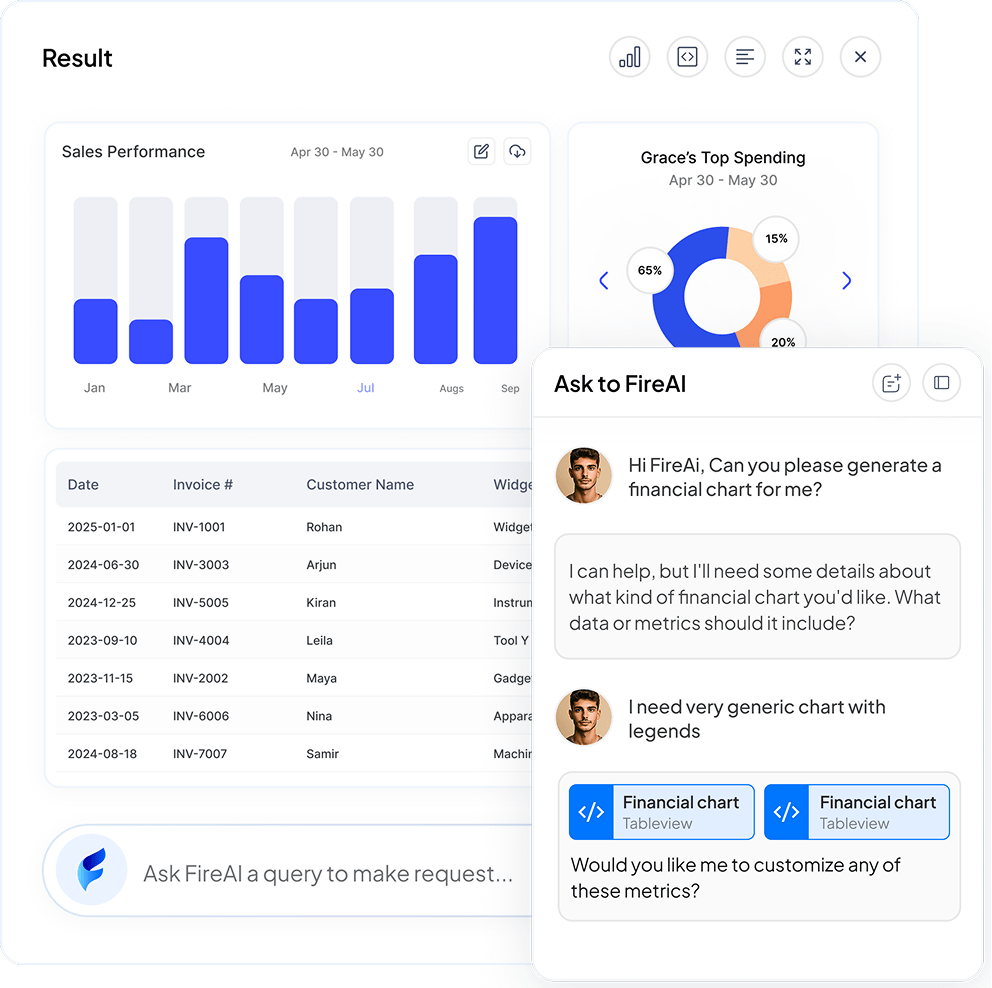 Result
Sales Performance
Apr 30 - May 30
Jan
Mar
May
Jul
Augs
Sep
Grace's Top Spending
Apr 30 - May 30
15%
65%
20%
Date Invoice # Customer Name Widge
2025-01-01 INV-1001 Rohan Widget
2024-06-30 INV-3003 Arjun Device
2024-12-25 INV-5005 Kiran Instrum
2023-09-10 INV-4004 Leila Tool Y
2023-11-15 INV-2002 Maya Gadge
2023-03-05 INV-6006 Nina Appara
2024-08-18 INV-7007 Samir Machin
Ask FireAI a query to make request...
Ask to FireAI
Hi FireAi, Can you please generate a
financial chart for me?
I can help, but I'll need some details about
what kind of financial chart you'd like. What
data or metrics should it include?
I need very generic chart with
legends
</> Financial chart
Tableview
</> Financial chart
Tableview
Would you like me to customize any of
these metrics?